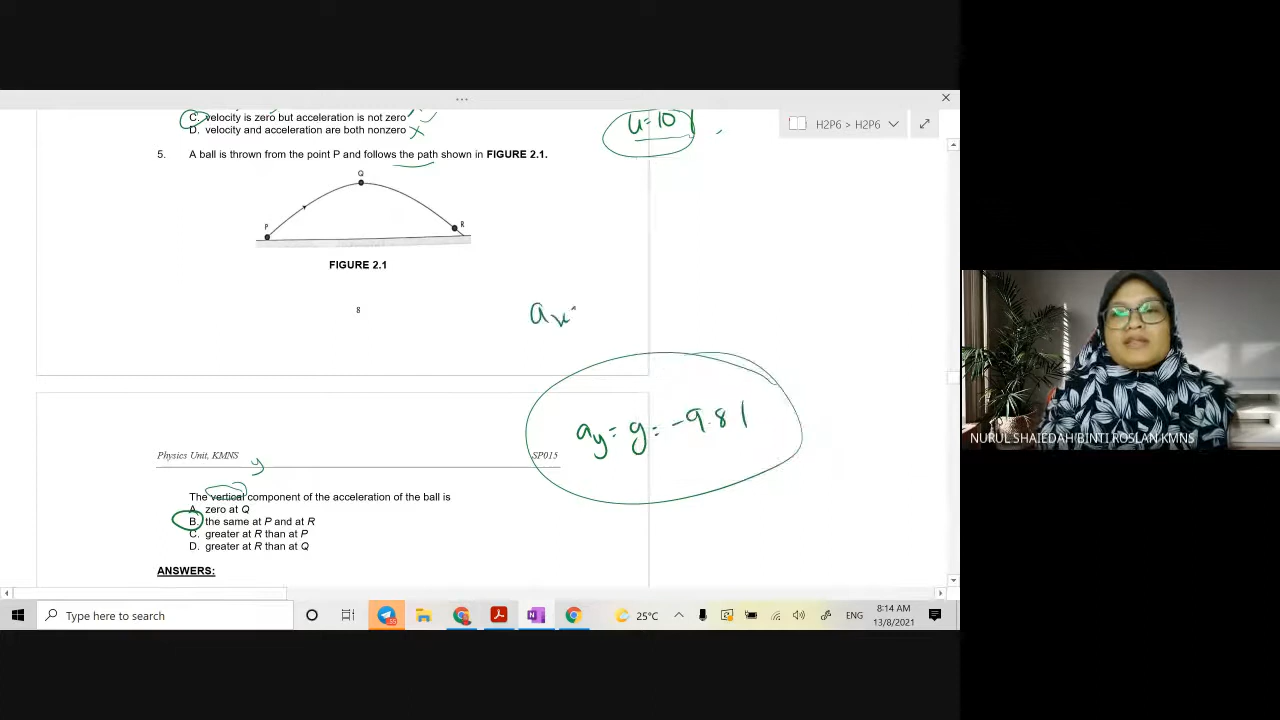 C. velocity is zero but acceleration is not zero
D. velocity and acceleration are both nonzero ×
u=10
H2P6 > H2P6
5. A ball is thrown from the point P and follows the path shown in FIGURE 2.1.
Q
P
R
FIGURE 2.1
8
ax
ay = g = -9.81
Physics Unit, KMNS
SP015
y
The vertical component of the acceleration of the ball is
A. zero at Q
B. the same at P and at R
C. greater at R than at P
D. greater at R than at Q
ANSWERS:
NURUL SHAIEDAH BINTI ROSLAN KMNS
Type here to search
25°C
ENG
8:14 AM
13/8/2021